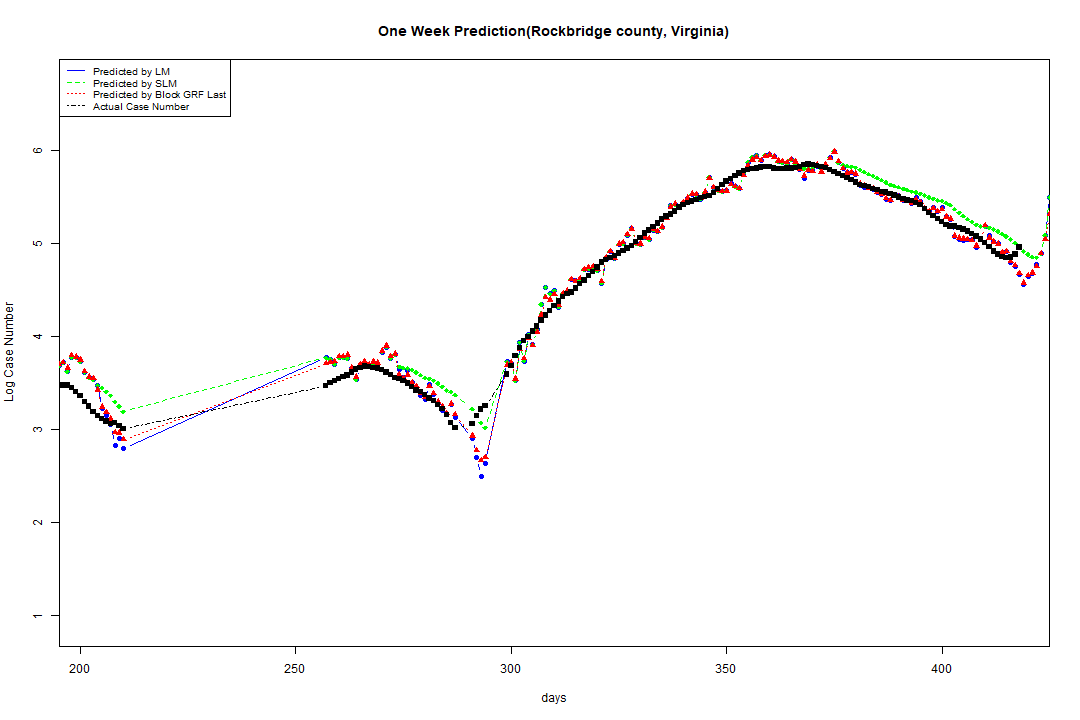 One Week Prediction(Rockbridge county, Virginia)
Predicted by LM
Predicted by SLM
Predicted by Block GRF Last
Actual Case Number
6
5
4
3
2
1
Log Case Number
200 250 300 350 400
days